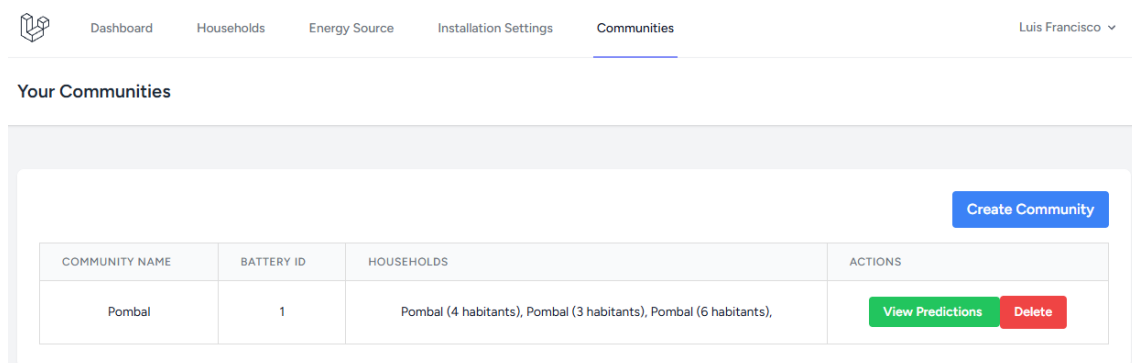 Dashboard Households Energy Source Installation Settings Communities Luis Francisco
Your Communities
Create Community
COMMUNITY NAME BATTERY ID HOUSEHOLDS ACTIONS
Pombal 1 Pombal (4 habitants), Pombal (3 habitants), Pombal (6 habitants), View Predictions Delete